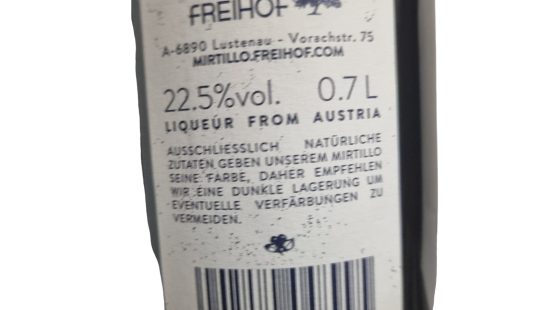 FREIHOF
A-6890 Lustenau - Vorachstr. 75
MIRTILLO.FREIHOF.COM
22.5%vol. 0.7 L
LIQUEUR FROM AUSTRIA
AUSSCHLIESSLICH NATÜRLICHE
ZUTATEN GEBEN UNSEREM MIRTILLO
SEINE FARBE, DAHER EMPFEHLEN
WIR EINE DUNKLE LAGERUNG UM
EVENTUELLE VERFÄRBUNGEN ZU
VERMEIDEN.